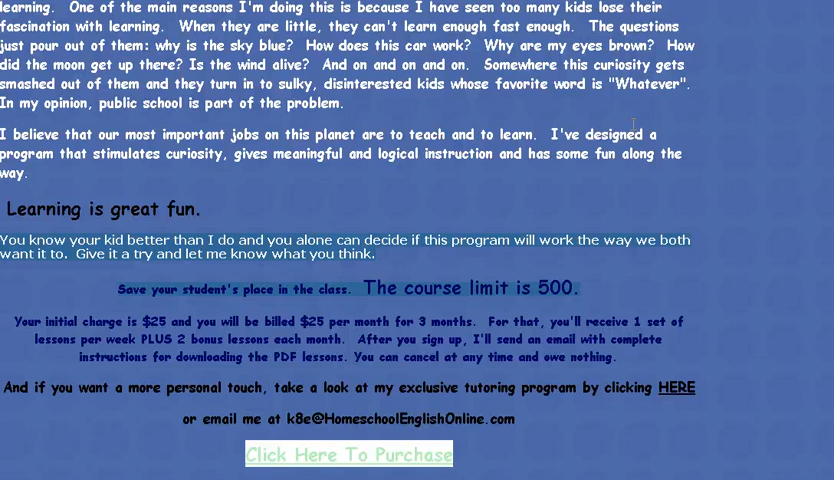 learning. One of the main reasons I'm doing this is because I have seen too many kids lose their
fascination with learning. When they are little, they can't learn enough fast enough. The questions
just pour out of them: why is the sky blue? How does this car work? Why are my eyes brown? How
did the moon get up there? Is the wind alive? And on and on and on. Somewhere this curiosity gets
smashed out of them and they turn in to sulky, disinterested kids whose favorite word is "Whatever".
In my opinion, public school is part of the problem.
I believe that our most important jobs on this planet are to teach and to learn. I've designed a
program that stimulates curiosity, gives meaningful and logical instruction and has some fun along the
way.
Learning is great fun.
You know your kid better than I do and you alone can decide if this program will work the way we both
want it to. Give it a try and let me know what you think.
Save your student's place in the class. The course limit is 500.
Your initial charge is $25 and you will be billed $25 per month for 3 months. For that, you'll receive 1 set of
lessons per week PLUS 2 bonus lessons each month. After you sign up, I'll send an email with complete
instructions for downloading the PDF lessons. You can cancel at any time and owe nothing.
And if you want a more personal touch, take a look at my exclusive tutoring program by clicking HERE
or email me at k8e@HomeschoolEnglishOnline.com
Click Here To Purchase